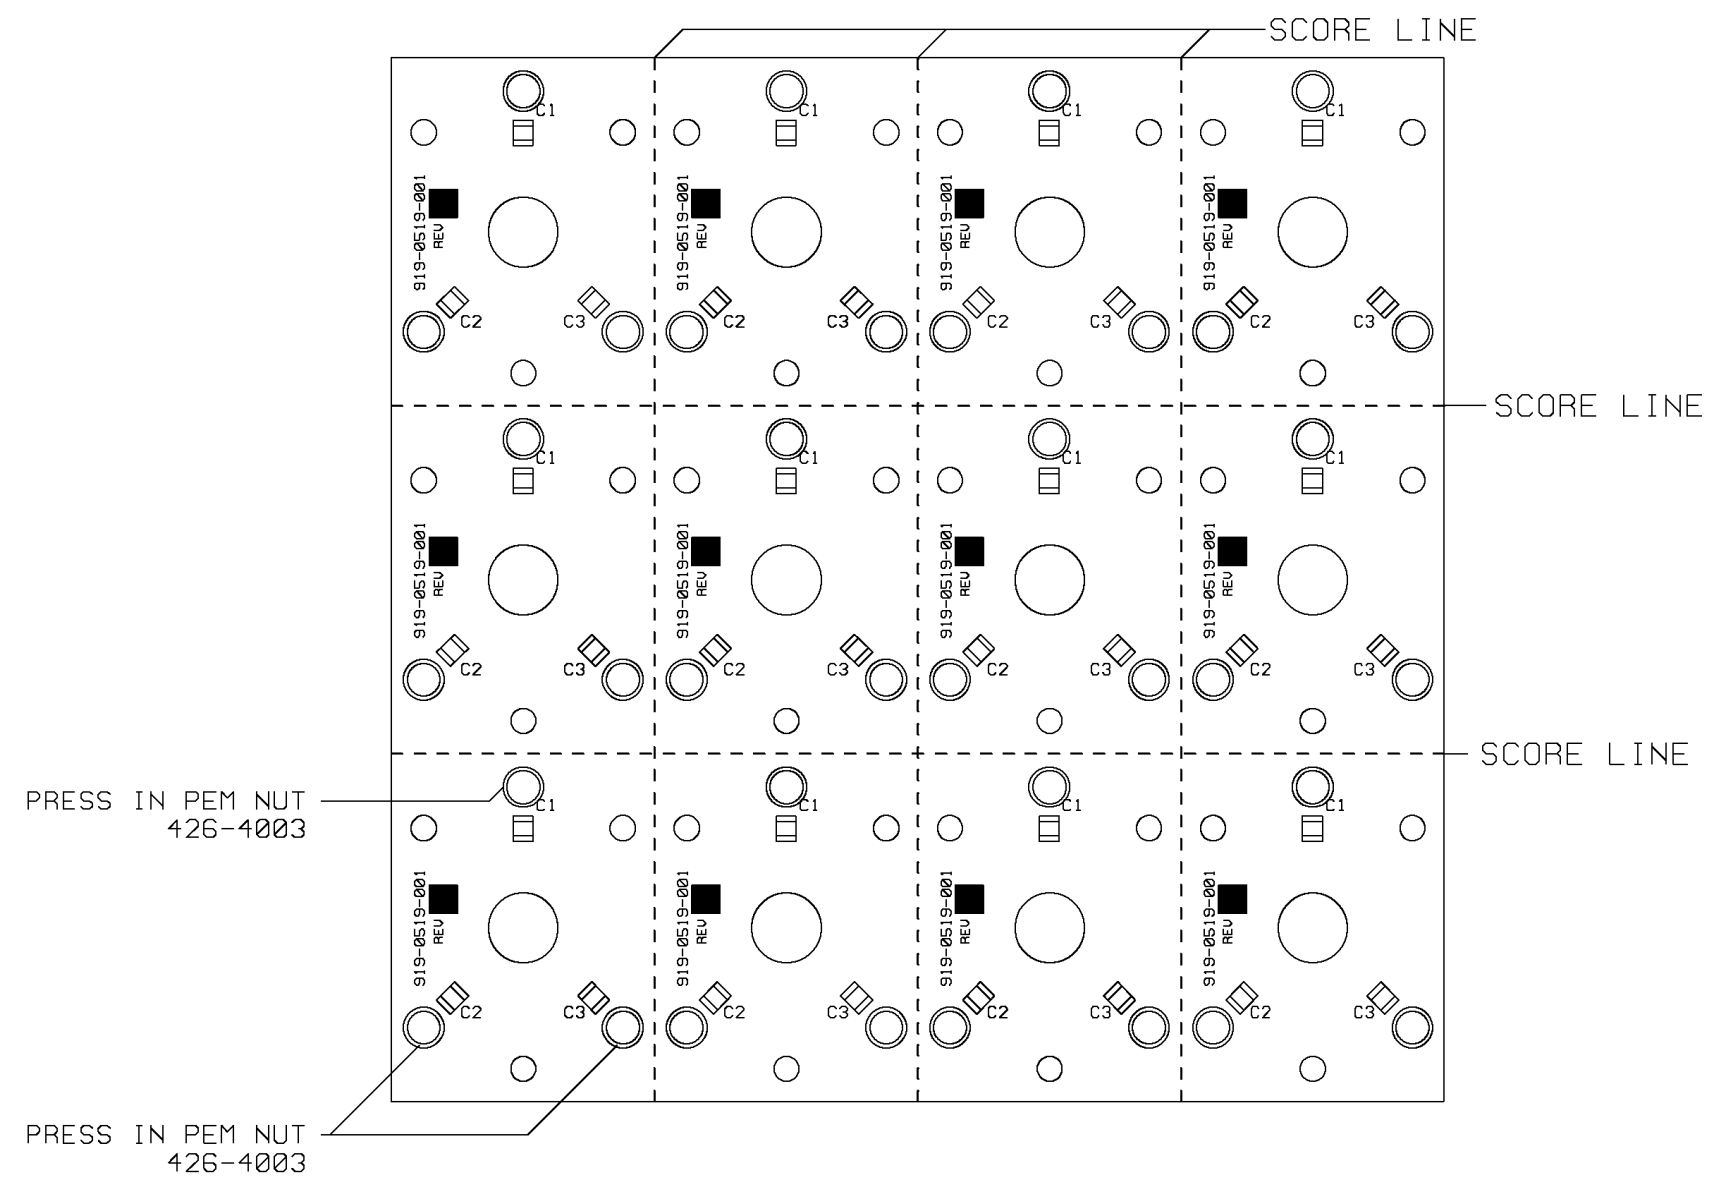 SCORE LINE
C1 C1 C1 C1
919-0519-001 REV 919-0519-001 REV 919-0519-001 REV 919-0519-001 REV
C2 C3 C2 C3 C2 C3 C2 C3
SCORE LINE
C1 C1 C1 C1
919-0519-001 REV 919-0519-001 REV 919-0519-001 REV 919-0519-001 REV
C2 C3 C2 C3 C2 C3 C2 C3
SCORE LINE
PRESS IN PEM NUT
426-4003
C1 C1 C1 C1
919-0519-001 REV 919-0519-001 REV 919-0519-001 REV 919-0519-001 REV
C2 C3 C2 C3 C2 C3 C2 C3
PRESS IN PEM NUT
426-4003